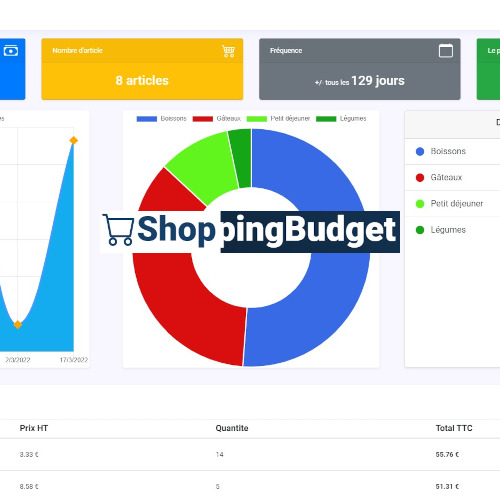 Nombre d'article
Fréquence
8 articles
+/- tous les 129 jours
Boissons
Gâteaux
Petit déjeuner
Légumes
Boissons
Gâteaux
Petit déjeuner
Légumes
ShoppingBudget
2/3/2022
17/3/2022
Prix HT
Quantite
Total TTC
3.33 €
14
55.76 €
8.58 €
5
51.31 €